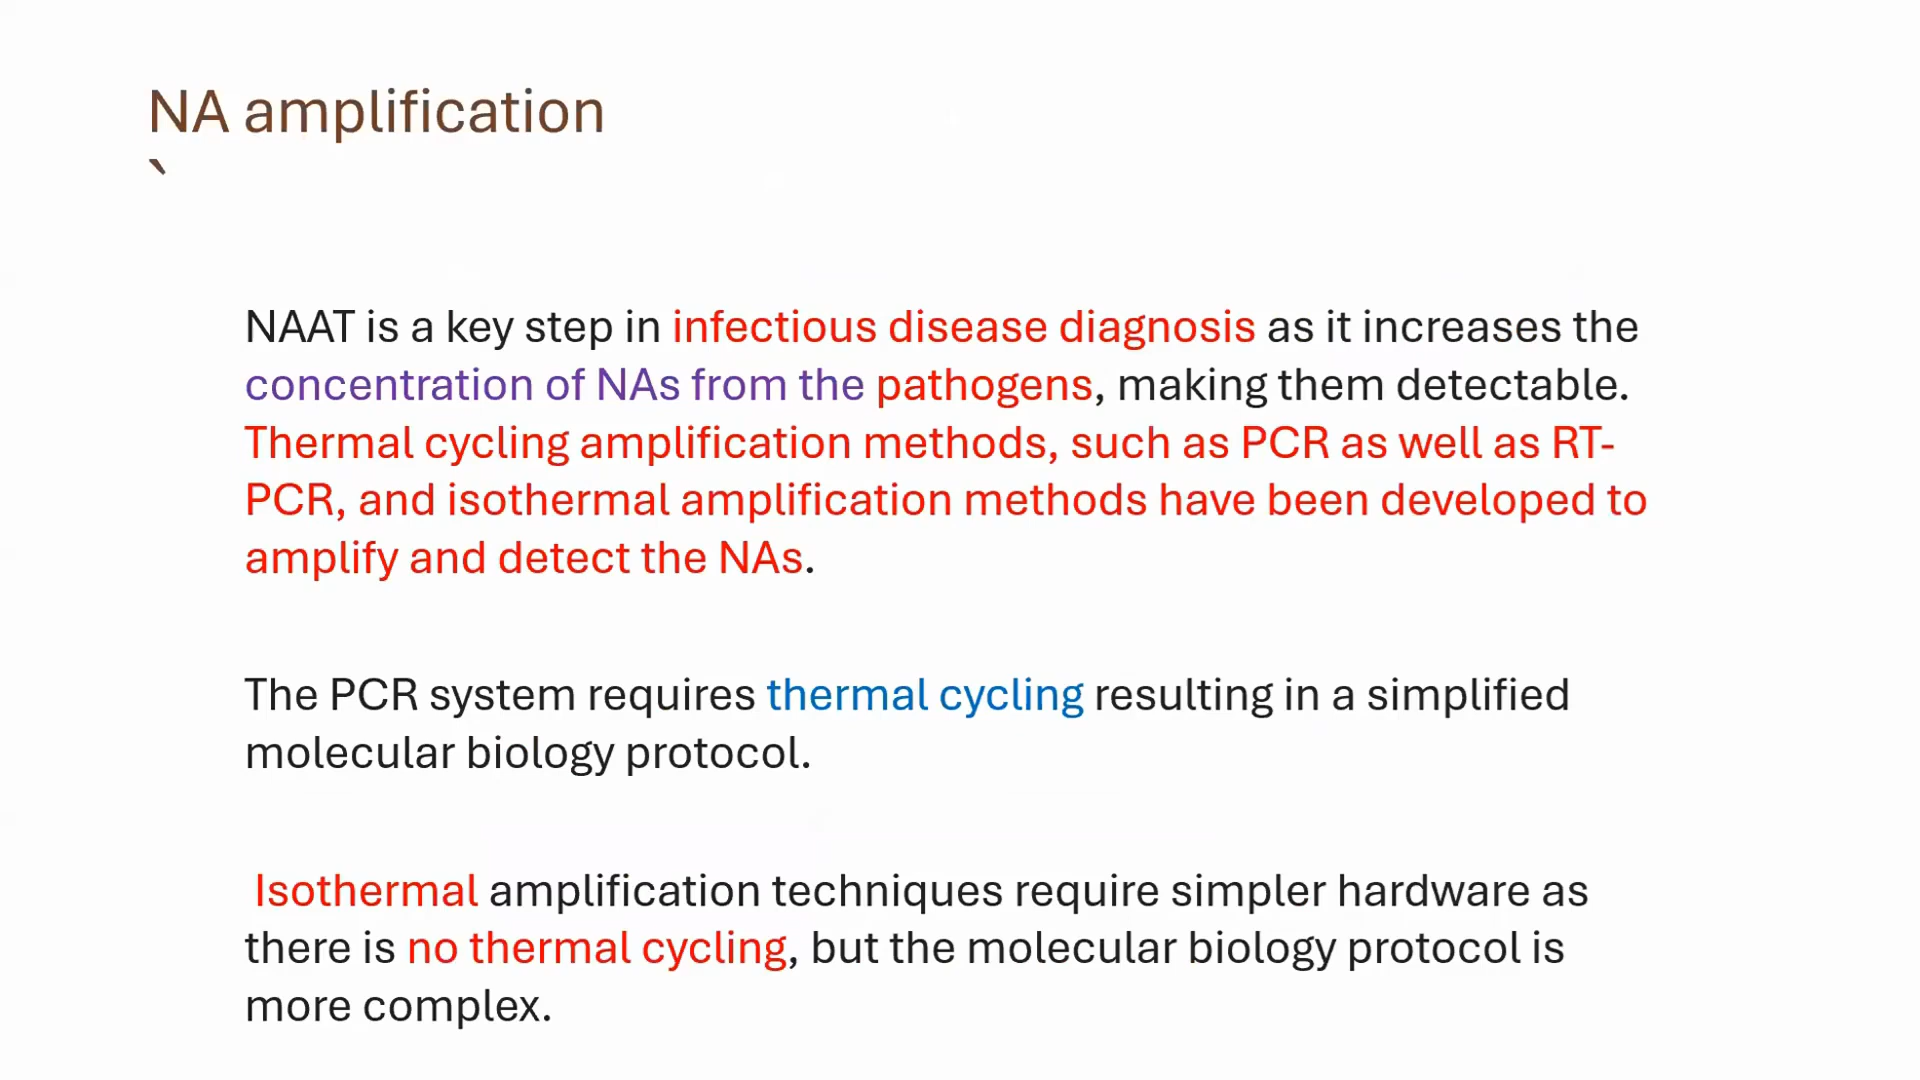 NA amplification
`
NAAT is a key step in infectious disease diagnosis as it increases the
concentration of NAs from the pathogens, making them detectable.
Thermal cycling amplification methods, such as PCR as well as RT-
PCR, and isothermal amplification methods have been developed to
amplify and detect the NAs.
The PCR system requires thermal cycling resulting in a simplified
molecular biology protocol.
Isothermal amplification techniques require simpler hardware as
there is no thermal cycling, but the molecular biology protocol is
more complex.